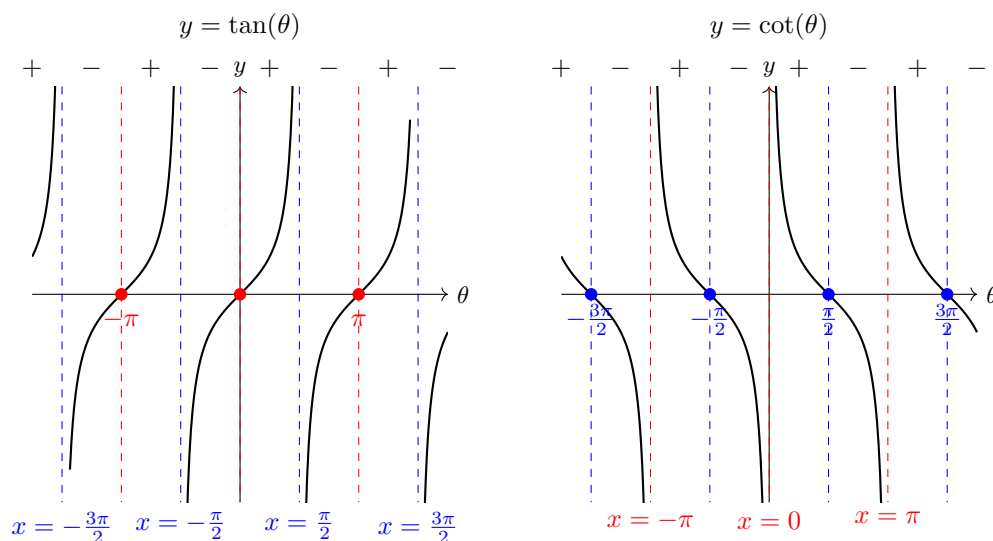 y = tan(θ)
+ − + − y + − + −
θ
−π π
x = −3π/2 x = −π/2 x = π/2 x = 3π/2
y = cot(θ)
+ − + − y + − + −
θ
−3π/2 −π/2 π/2 3π/2
x = −π x = 0 x = π